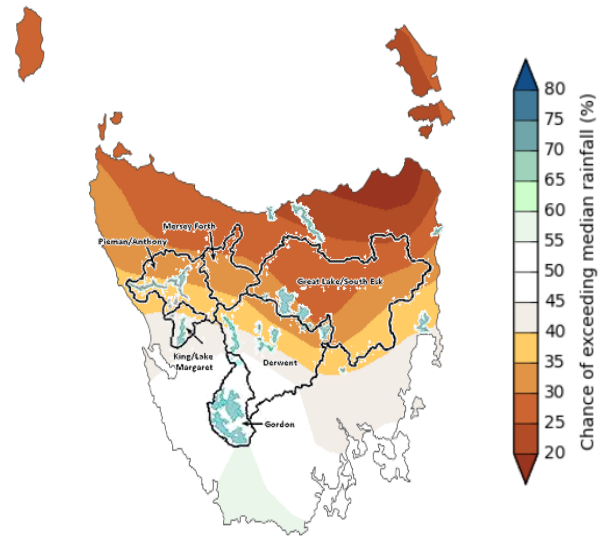 Mersey Forth
Pieman/Anthony
Great Lake/South Esk
King/Lake
Margaret
Derwent
Gordon
80
75
70
65
60
55
50
45
40
35
30
25
20
Chance of exceeding median rainfall (%)